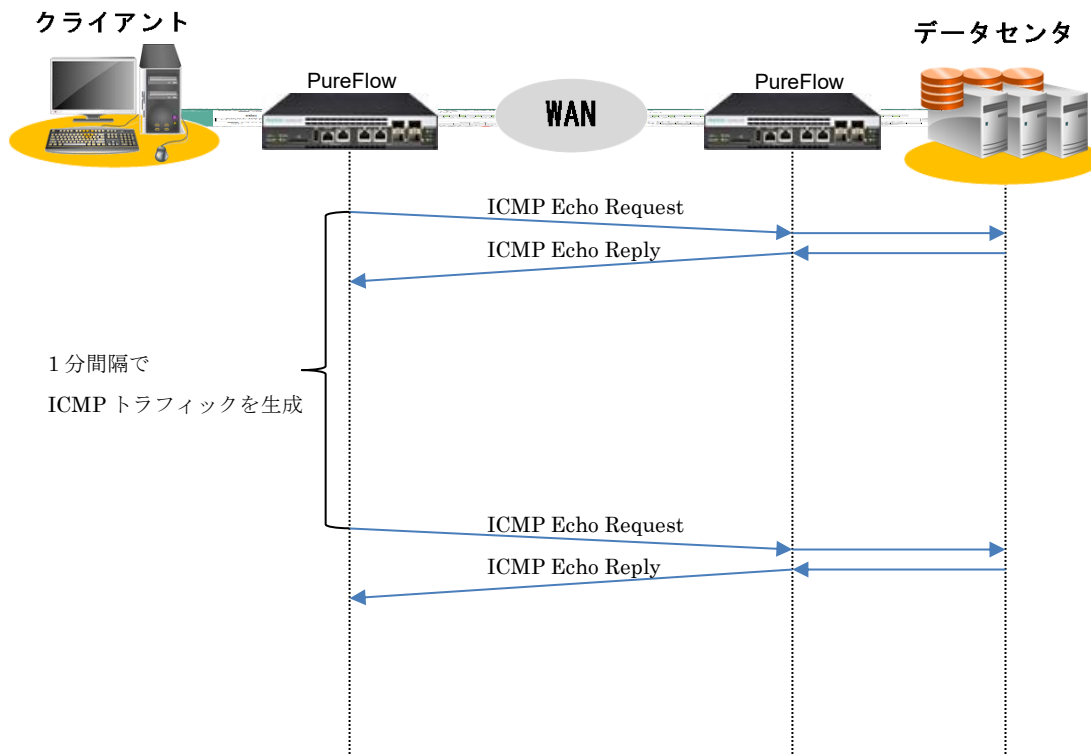 クライアント
データセンタ
PureFlow
PureFlow
WAN
ICMP Echo Request
ICMP Echo Reply
1 分間隔で
ICMP トラフィックを生成
ICMP Echo Request
ICMP Echo Reply